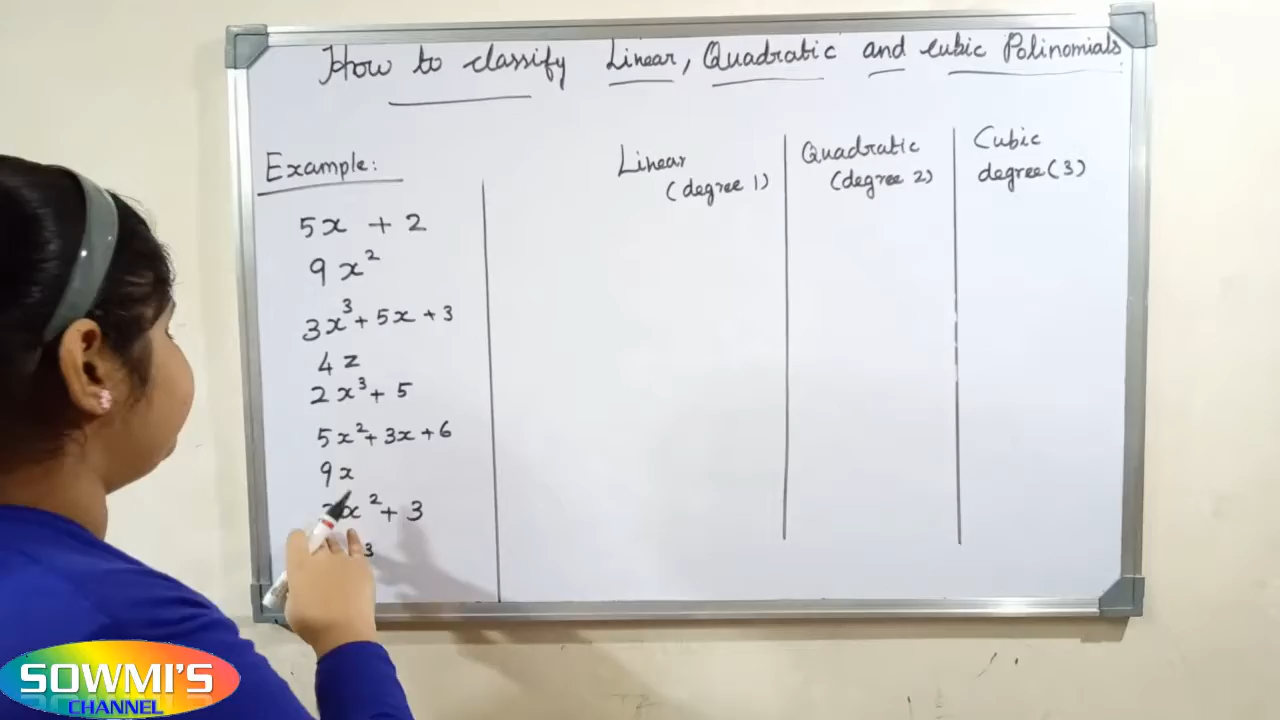 How to classify Linear, Quadratic and Cubic Polinomials
Example:
Linear
(degree 1)
Quadratic
(degree 2)
Cubic
degree (3)
5x + 2
9x²
3x³ + 5x + 3
4z
2x³ + 5
5x² + 3x + 6
9x
x² + 3
3
SOWMI'S
CHANNEL